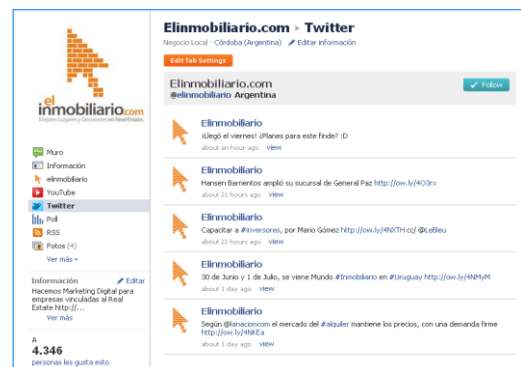 el
inmobiliario.com
Mejores Lugares y Decisiones en Real Estate.
Muro
Información
elinmobiliario
YouTube
Twitter
Poll
RSS
Fotos (4)
Ver más
Información Editar
Hacemos Marketing Digital para
empresas vinculadas al Real
Estate http://...
Ver más
A
4.346
personas les gusta esto
Elinmobiliario.com Twitter
Negocio Local · Córdoba (Argentina) Editar información
Edit Tab Settings
Elinmobiliario.com
@elinmobiliario Argentina
Follow
Elinmobiliario
¡Llegó el viernes! ¿Planes para este finde? :D
about an hour ago view
Elinmobiliario
Hansen Barrientos amplió su sucursal de General Paz http://ow.ly/4O3rx
about 21 hours ago view
Elinmobiliario
Capacitar a #inversores, por Mario Gómez http://ow.ly/4NXTH cc/ @LeBleu
about 22 hours ago view
Elinmobiliario
30 de Junio y 1 de Julio, se viene Mundo #Inmobiliario en #Uruguay http://ow.ly/4NMyM
about 1 day ago view
Elinmobiliario
Según @lanacioncom el mercado del #alquiler mantiene los precios, con una demanda firme
http://ow.ly/4NKEa
about 1 day ago view